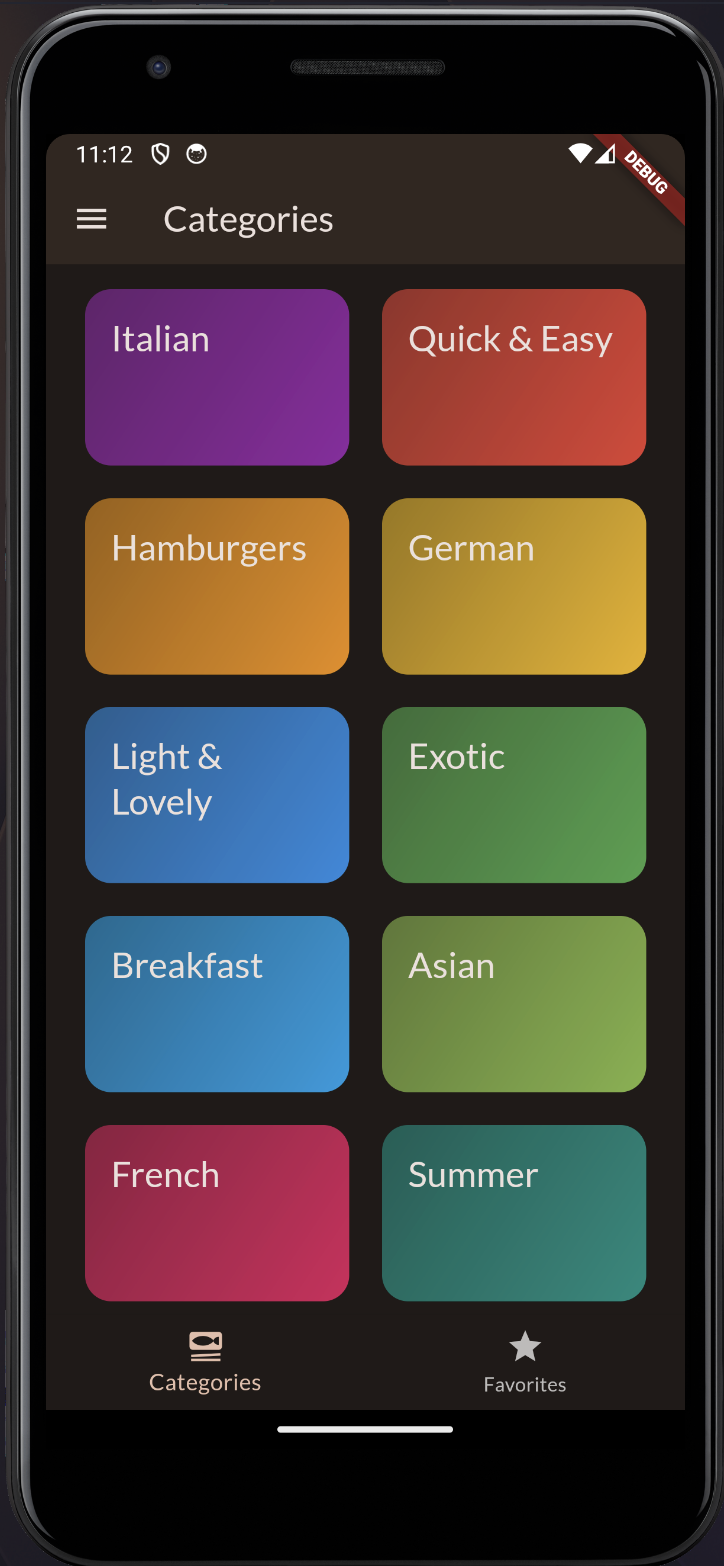 11:12
DEBUG
Categories
Italian
Quick & Easy
Hamburgers
German
Light &
Lovely
Exotic
Breakfast
Asian
French
Summer
Categories
Favorites